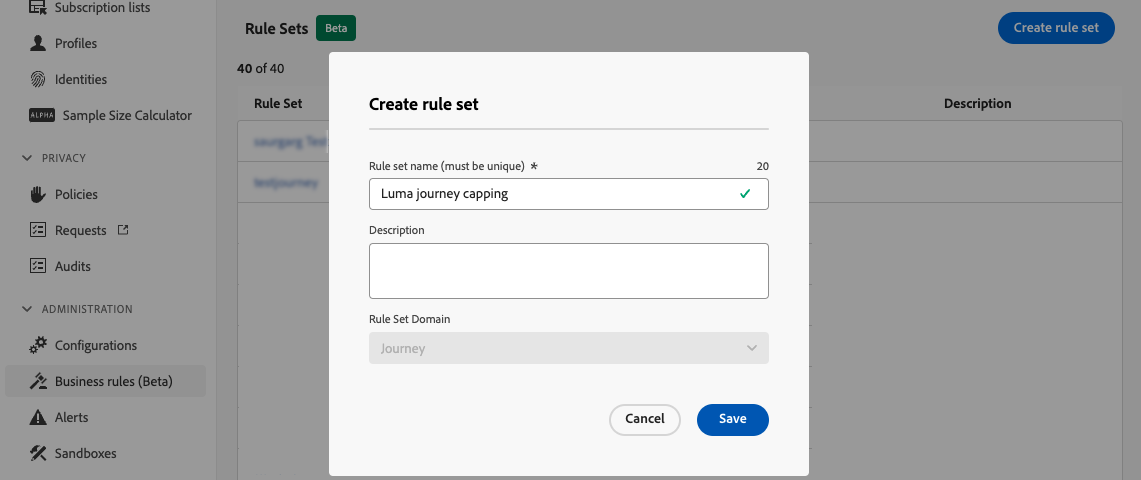 Subscription lists
Profiles
Identities
ALPHA Sample Size Calculator
PRIVACY
Policies
Requests
Audits
ADMINISTRATION
Configurations
Business rules (Beta)
Alerts
Sandboxes
Rule Sets Beta
Create rule set
40 of 40
Rule Set
Description
testjourney
Create rule set
Rule set name (must be unique) *
20
Luma journey capping
Description
Rule Set Domain
Journey
Cancel
Save